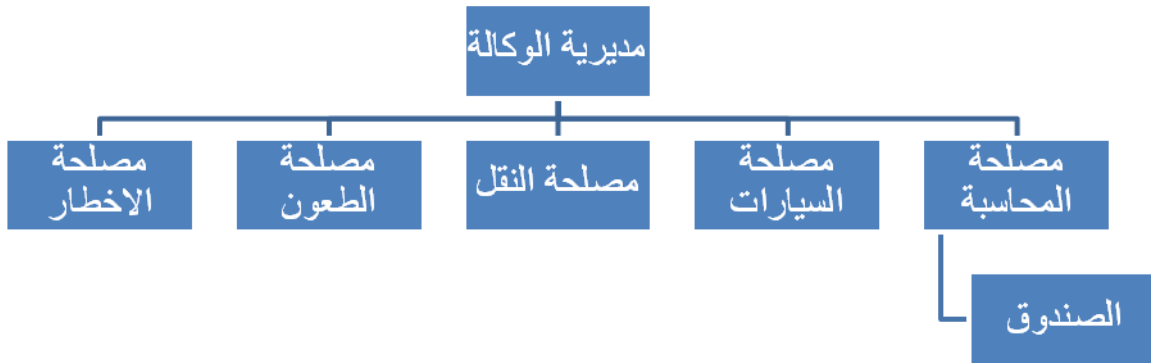 مديرية الوكالة
مصلحة
المحاسبة
مصلحة
السيارات
مصلحة النقل
مصلحة
الطعون
مصلحة
الاخطار
الصندوق